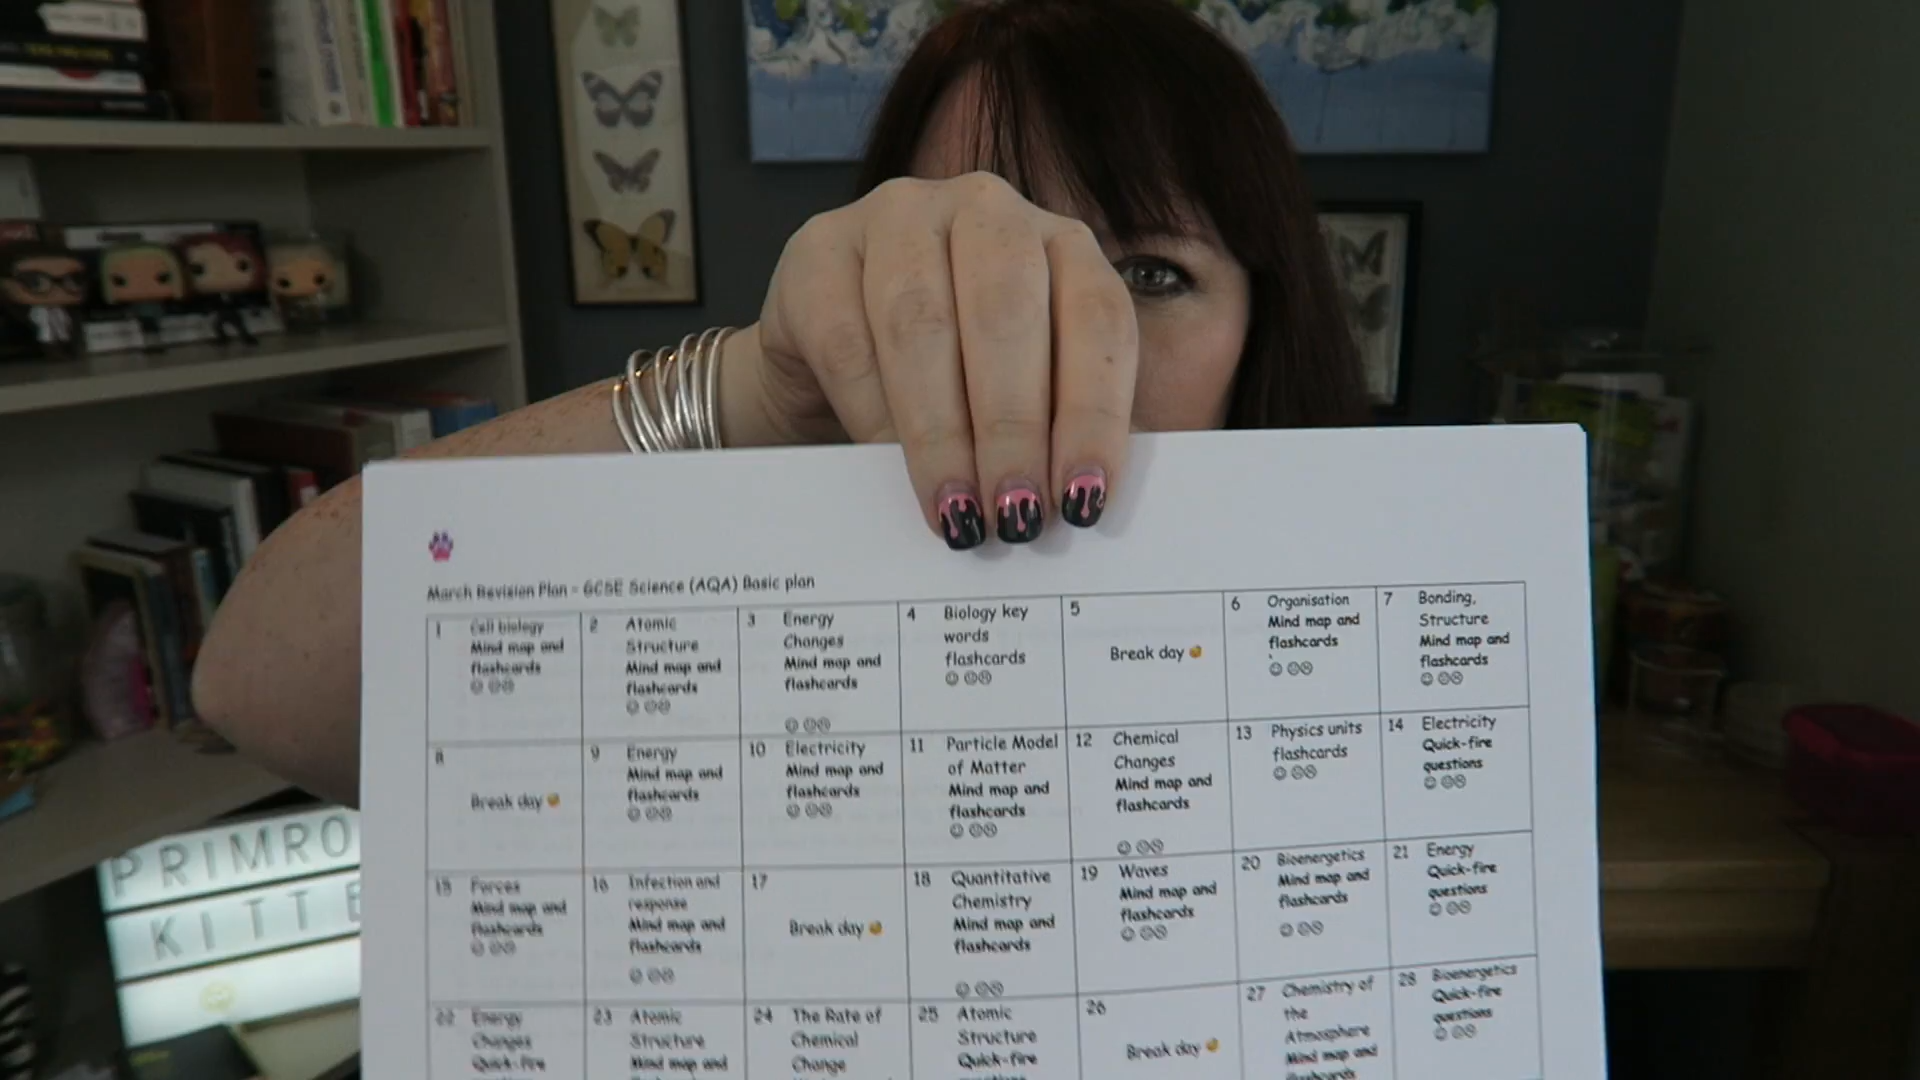 PRIMRO
KITTE
March Revision Plan - GCSE Science (AQA) Basic plan
1 Cell biology
Mind map and
flashcards
2 Atomic
Structure
Mind map and
flashcards
3 Energy
Changes
Mind map and
flashcards
4 Biology key
words
flashcards
5
Break day
6 Organisation
Mind map and
flashcards
7 Bonding,
Structure
Mind map and
flashcards
8
Break day
9 Energy
Mind map and
flashcards
10 Electricity
Mind map and
flashcards
11 Particle Model
of Matter
Mind map and
flashcards
12 Chemical
Changes
Mind map and
flashcards
13 Physics units
flashcards
14 Electricity
Quick-fire
questions
15 Forces
Mind map and
flashcards
16 Infection and
response
Mind map and
flashcards
17
Break day
18 Quantitative
Chemistry
Mind map and
flashcards
19 Waves
Mind map and
flashcards
20 Bioenergetics
Mind map and
flashcards
21 Energy
Quick-fire
questions
22 Energy
Changes
Quick-fire
23 Atomic
Structure
Mind map and
24 The Rate of
Chemical
Change
25 Atomic
Structure
Quick-fire
26
Break day
27 Chemistry of
the
Atmosphere
Mind map and
flashcards
28 Bioenergetics
Quick-fire
questions